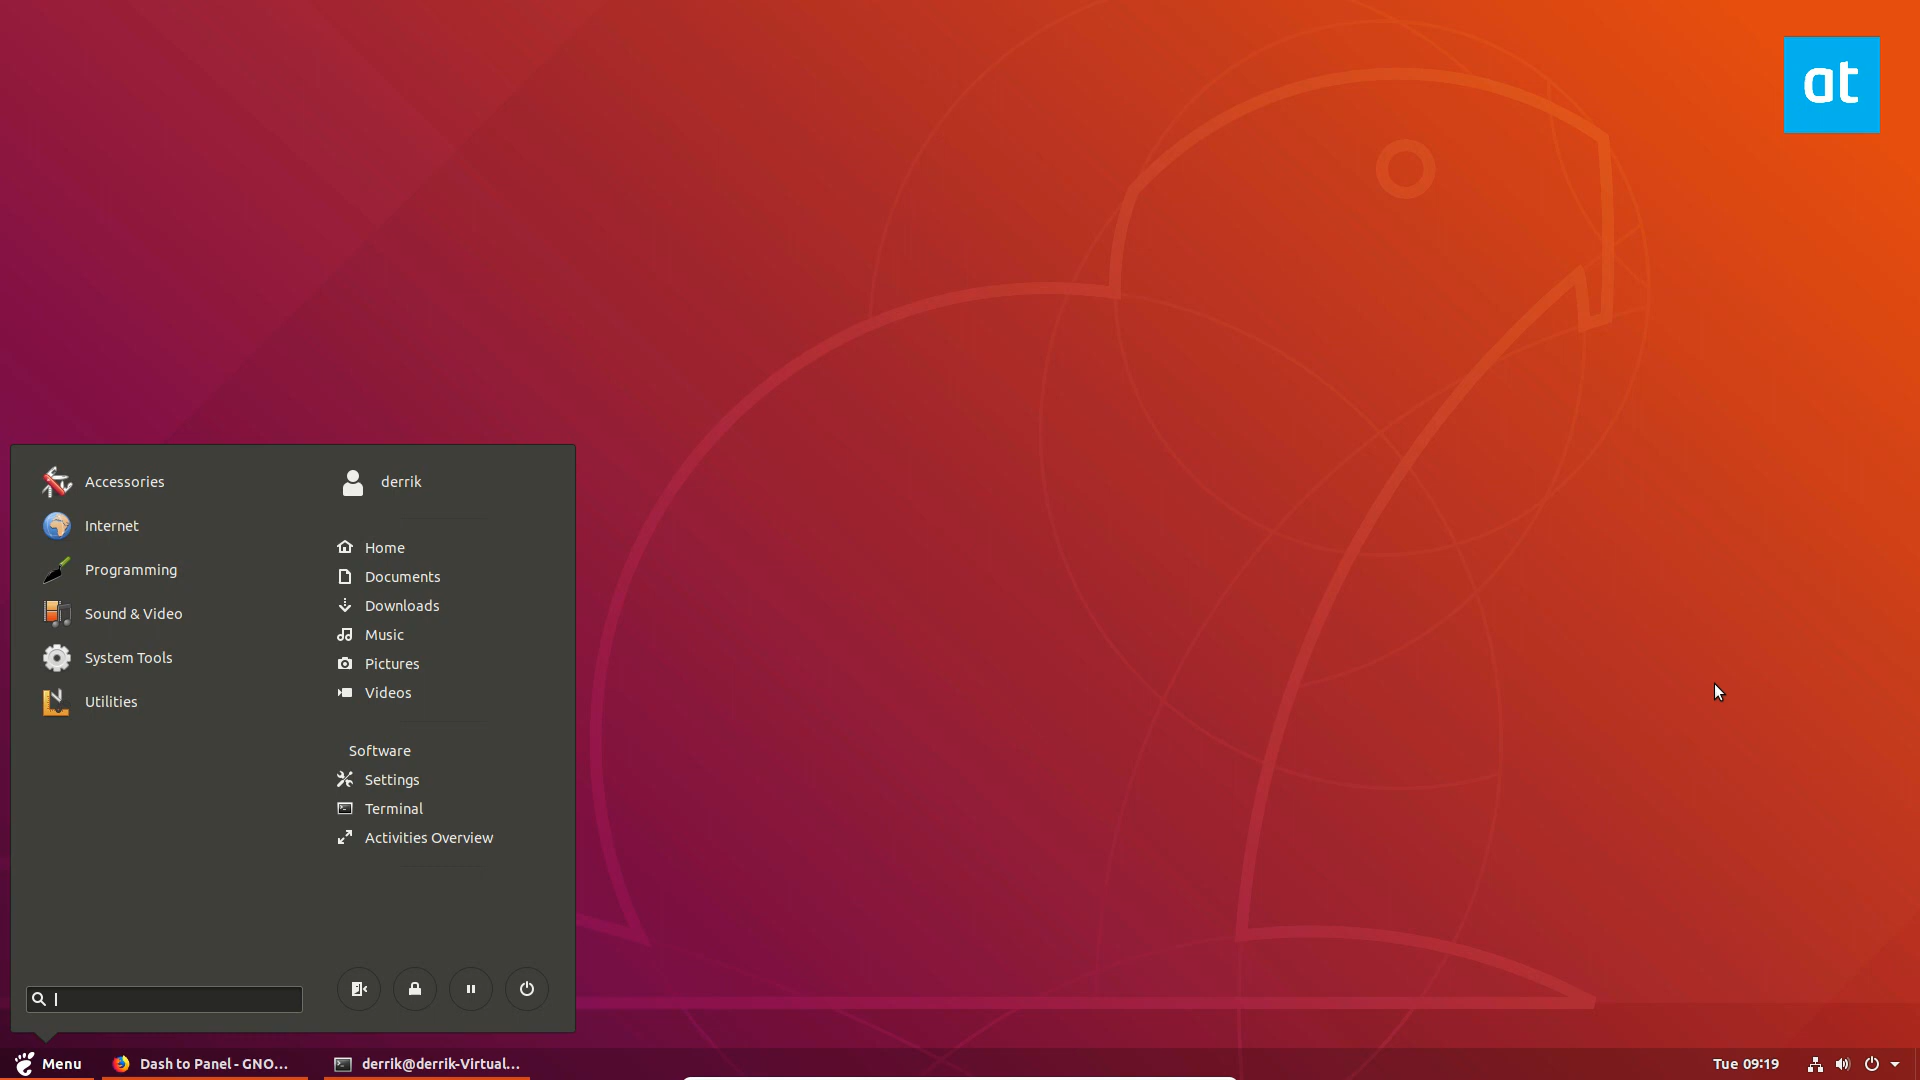 at
Accessories
Internet
Programming
Sound & Video
System Tools
Utilities
derrik
Home
Documents
Downloads
Music
Pictures
Videos
Software
Settings
Terminal
Activities Overview
Menu
Dash to Panel - GNO...
derrik@derrik-Virtual...
Tue 09:19